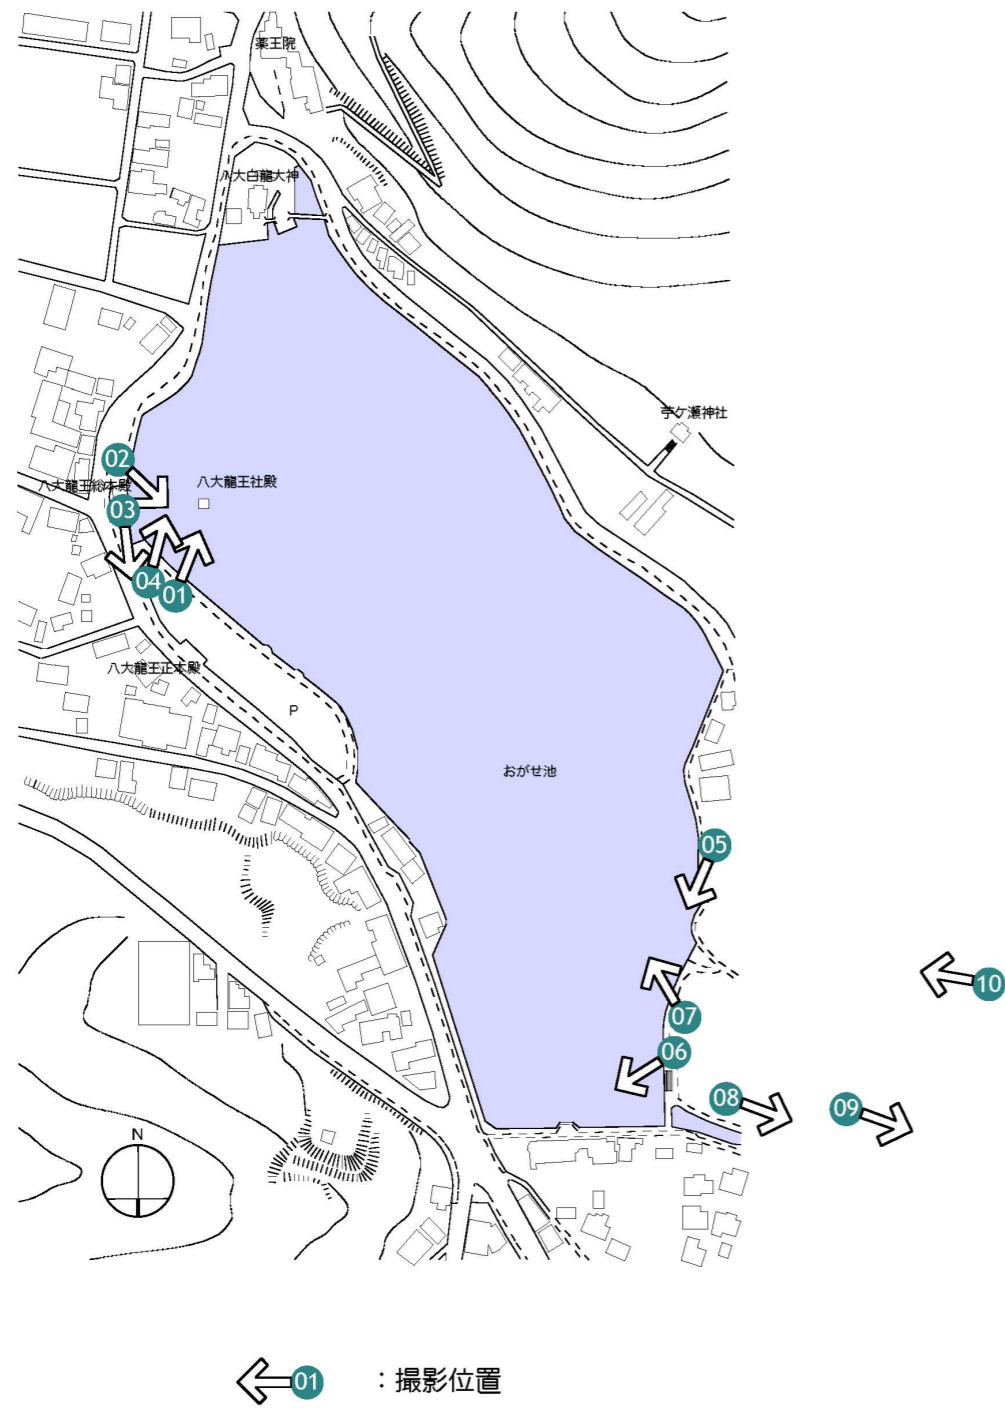 薬王院
八大白龍大神
苧ケ瀬神社
02
八大龍王総本殿
八大龍王社殿
03
04
01
八大龍王正本殿
P
おがせ池
05
10
07
06
08
09
N
01 ：撮影位置